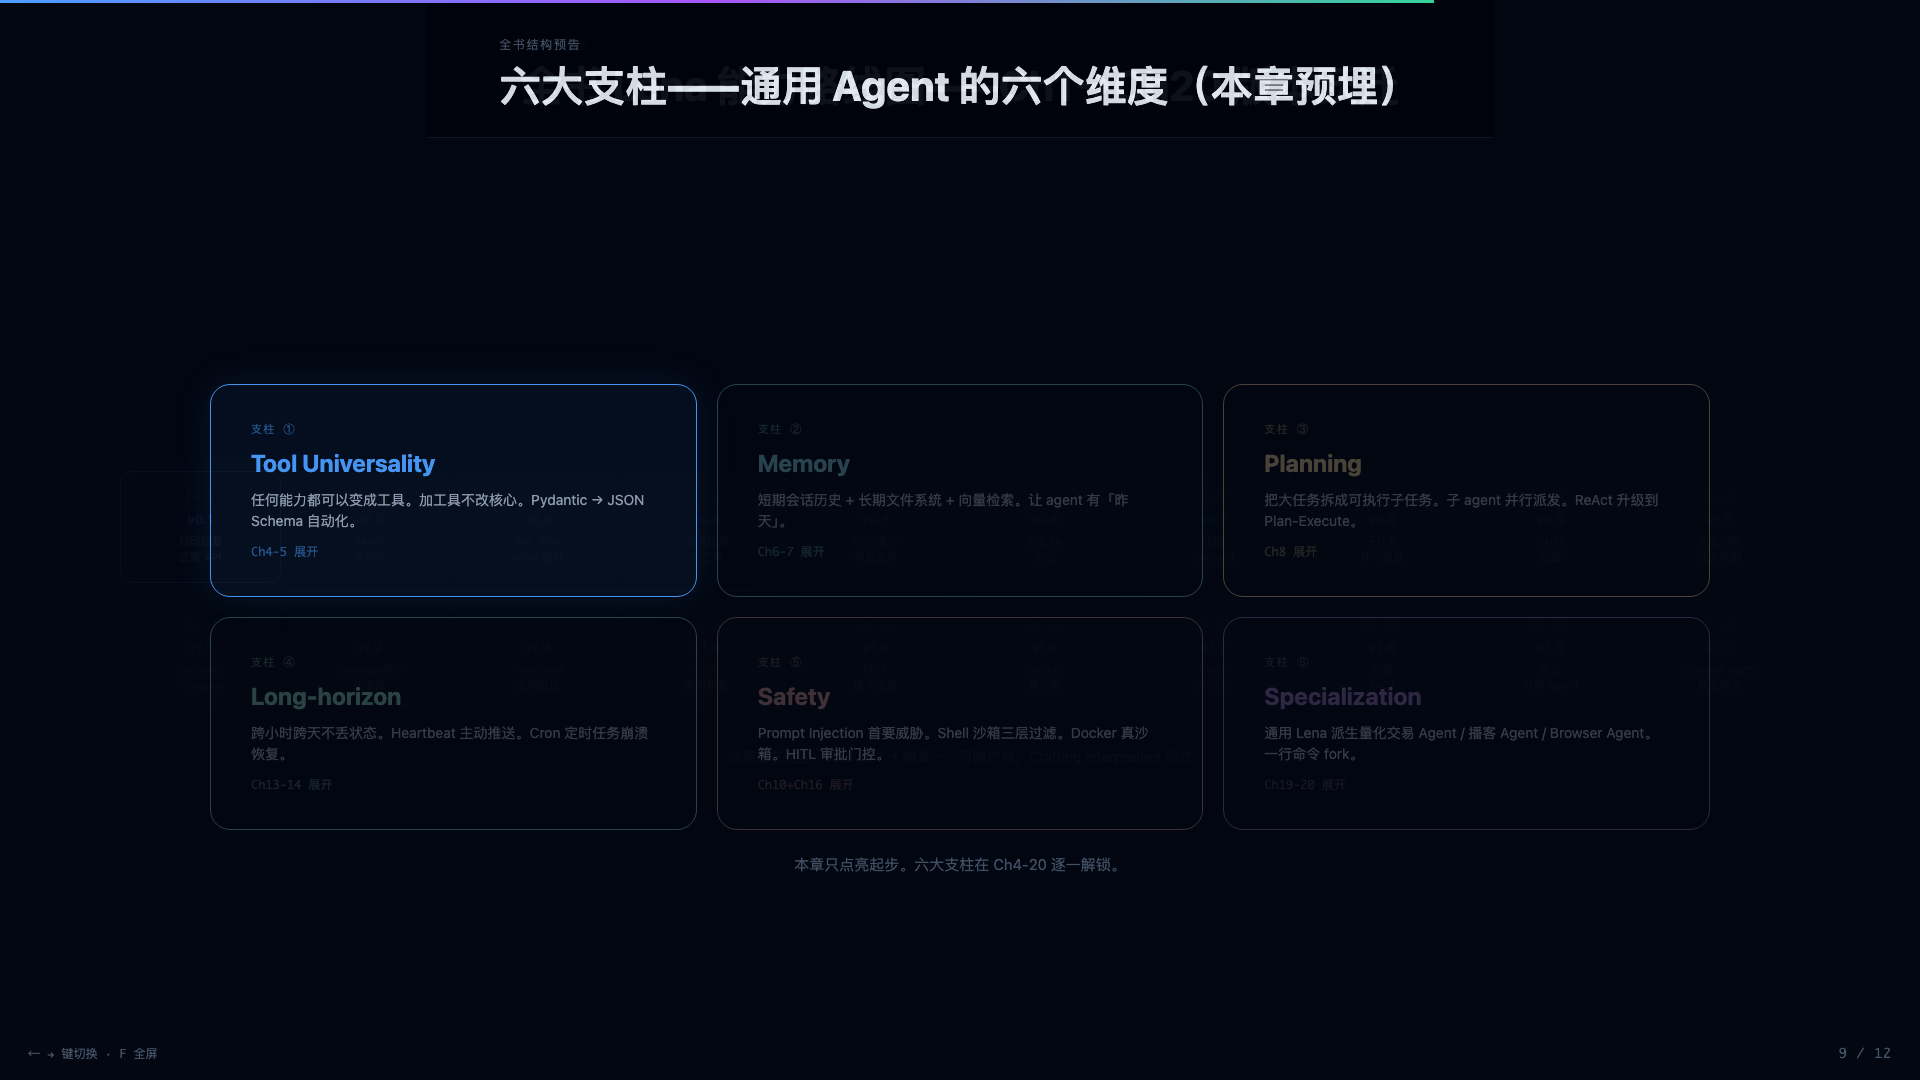 全书结构预告
六大支柱——通用 Agent 的六个维度（本章预埋）
支柱 ①
Tool Universality
任何能力都可以变成工具。加工具不改核心。Pydantic → JSON
Schema 自动化。
Ch4-5 展开
支柱 ②
Memory
短期会话历史 + 长期文件系统 + 向量检索。让 agent 有「昨
天」。
Ch6-7 展开
支柱 ③
Planning
把大任务拆成可执行子任务。子 agent 并行派发。ReAct 升级到
Plan-Execute。
Ch8 展开
支柱 ④
Long-horizon
跨小时跨天不丢状态。Heartbeat 主动推送。Cron 定时任务崩溃
恢复。
Ch13-14 展开
支柱 ⑤
Safety
Prompt Injection 首要威胁。Shell 沙箱三层过滤。Docker 真沙
箱。HITL 审批门控。
Ch10+Ch16 展开
支柱 ⑥
Specialization
通用 Lena 派生量化交易 Agent / 播客 Agent / Browser Agent。
一行命令 fork。
Ch19-20 展开
本章只点亮起步。六大支柱在 Ch4-20 逐一解锁。
← → 键切换 · F 全屏
9 / 12